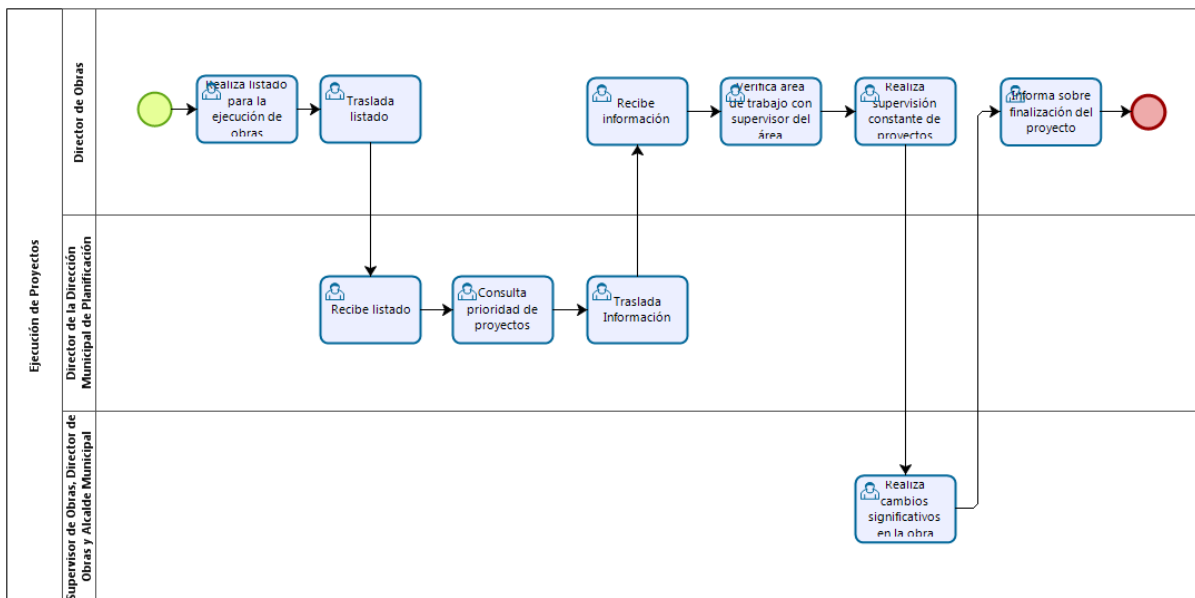 Ejecución de Proyectos
Director de Obras
Realiza listado
para la
ejecución de
obras
Traslada
listado
Recibe
información
Verifica área
de trabajo con
supervisor del
área
Realiza
supervisión
constante de
proyectos
Informa sobre
finalización del
proyecto
Director de la Dirección
Municipal de Planificación
Recibe listado
Consulta
prioridad de
proyectos
Traslada
Información
Supervisor de Obras, Director de
Obras y Alcalde Municipal
Realiza
cambios
significativos
en la obra